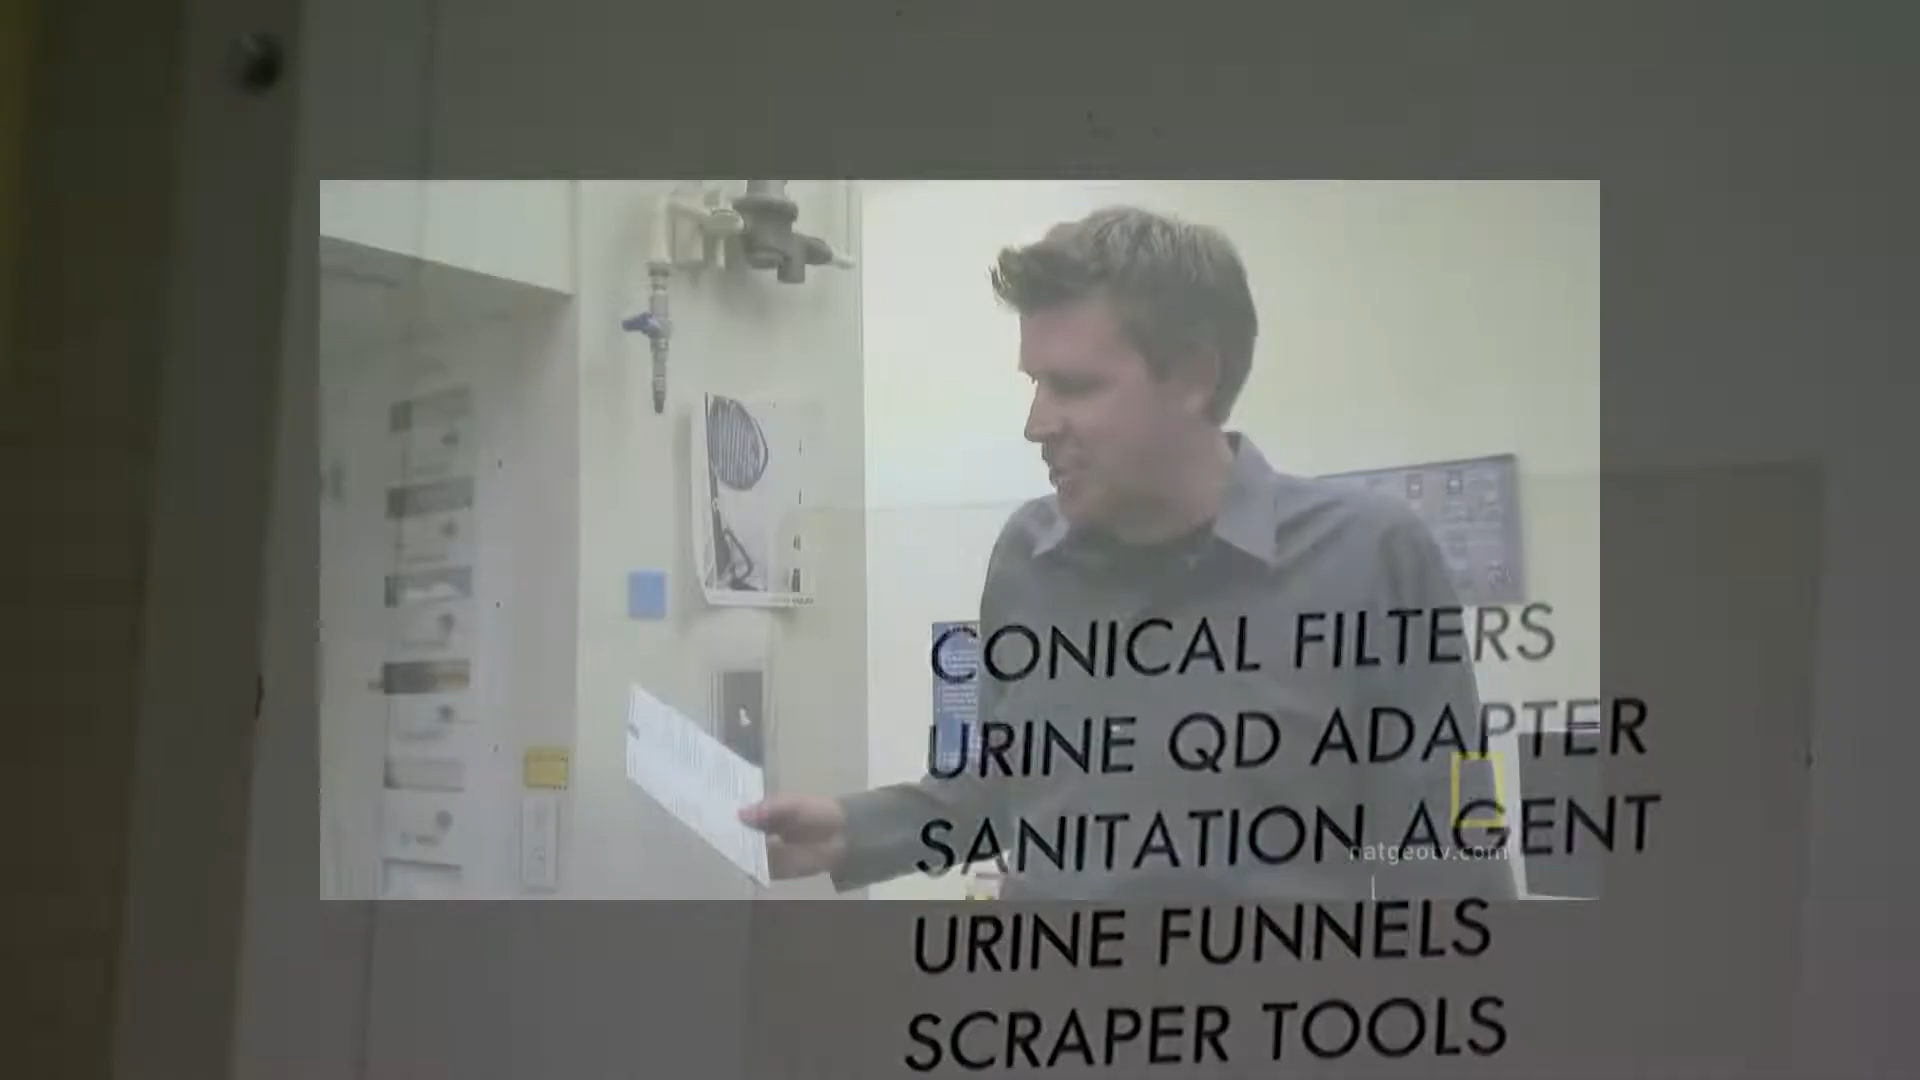 CONICAL FILTERS
URINE QD ADAPTER
SANITATION AGENT
natgeotv.com
URINE FUNNELS
SCRAPER TOOLS